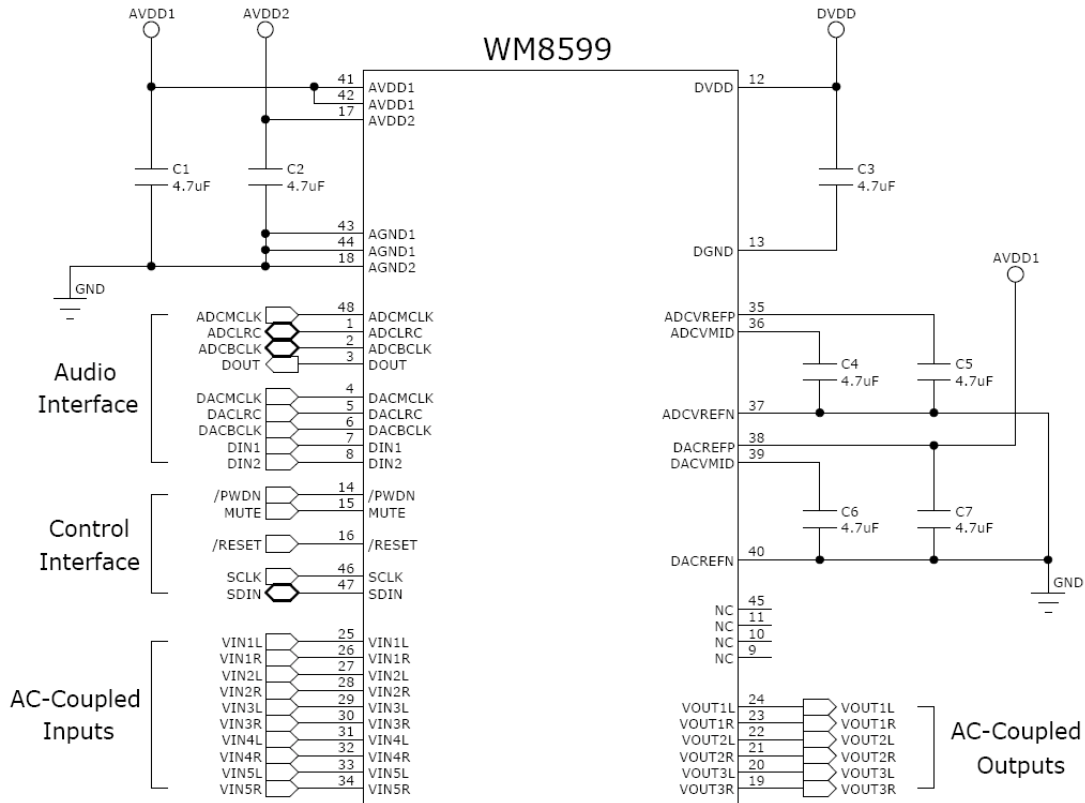 AVDD1
AVDD2
DVDD
WM8599
41 AVDD1
42 AVDD1
17 AVDD2
12 DVDD
C1
4.7uF
C2
4.7uF
C3
4.7uF
43 AGND1
44 AGND1
18 AGND2
13 DGND
GND
AVDD1
Audio
Interface
ADCMCLK 48 ADCMCLK
ADCLRC 1 ADCLRC
ADCBCLK 2 ADCBCLK
DOUT 3 DOUT
DACMCLK 4 DACMCLK
DACLRC 5 DACLRC
DACBCLK 6 DACBCLK
DIN1 7 DIN1
DIN2 8 DIN2
ADCVREFP 35
ADCVMID 36
C4
4.7uF
C5
4.7uF
ADCVREFN 37
DACREFP 38
DACVMID 39
Control
Interface
/PWDN 14 /PWDN
MUTE 15 MUTE
/RESET 16 /RESET
SCLK 46 SCLK
SDIN 47 SDIN
C6
4.7uF
C7
4.7uF
DACREFN 40
GND
NC 45
NC 11
NC 10
NC 9
AC-Coupled
Inputs
VIN1L 25 VIN1L
VIN1R 26 VIN1R
VIN2L 27 VIN2L
VIN2R 28 VIN2R
VIN3L 29 VIN3L
VIN3R 30 VIN3R
VIN4L 31 VIN4L
VIN4R 32 VIN4R
VIN5L 33 VIN5L
VIN5R 34 VIN5R
VOUT1L 24 VOUT1L
VOUT1R 23 VOUT1R
VOUT2L 22 VOUT2L
VOUT2R 21 VOUT2R
VOUT3L 20 VOUT3L
VOUT3R 19 VOUT3R
AC-Coupled
Outputs